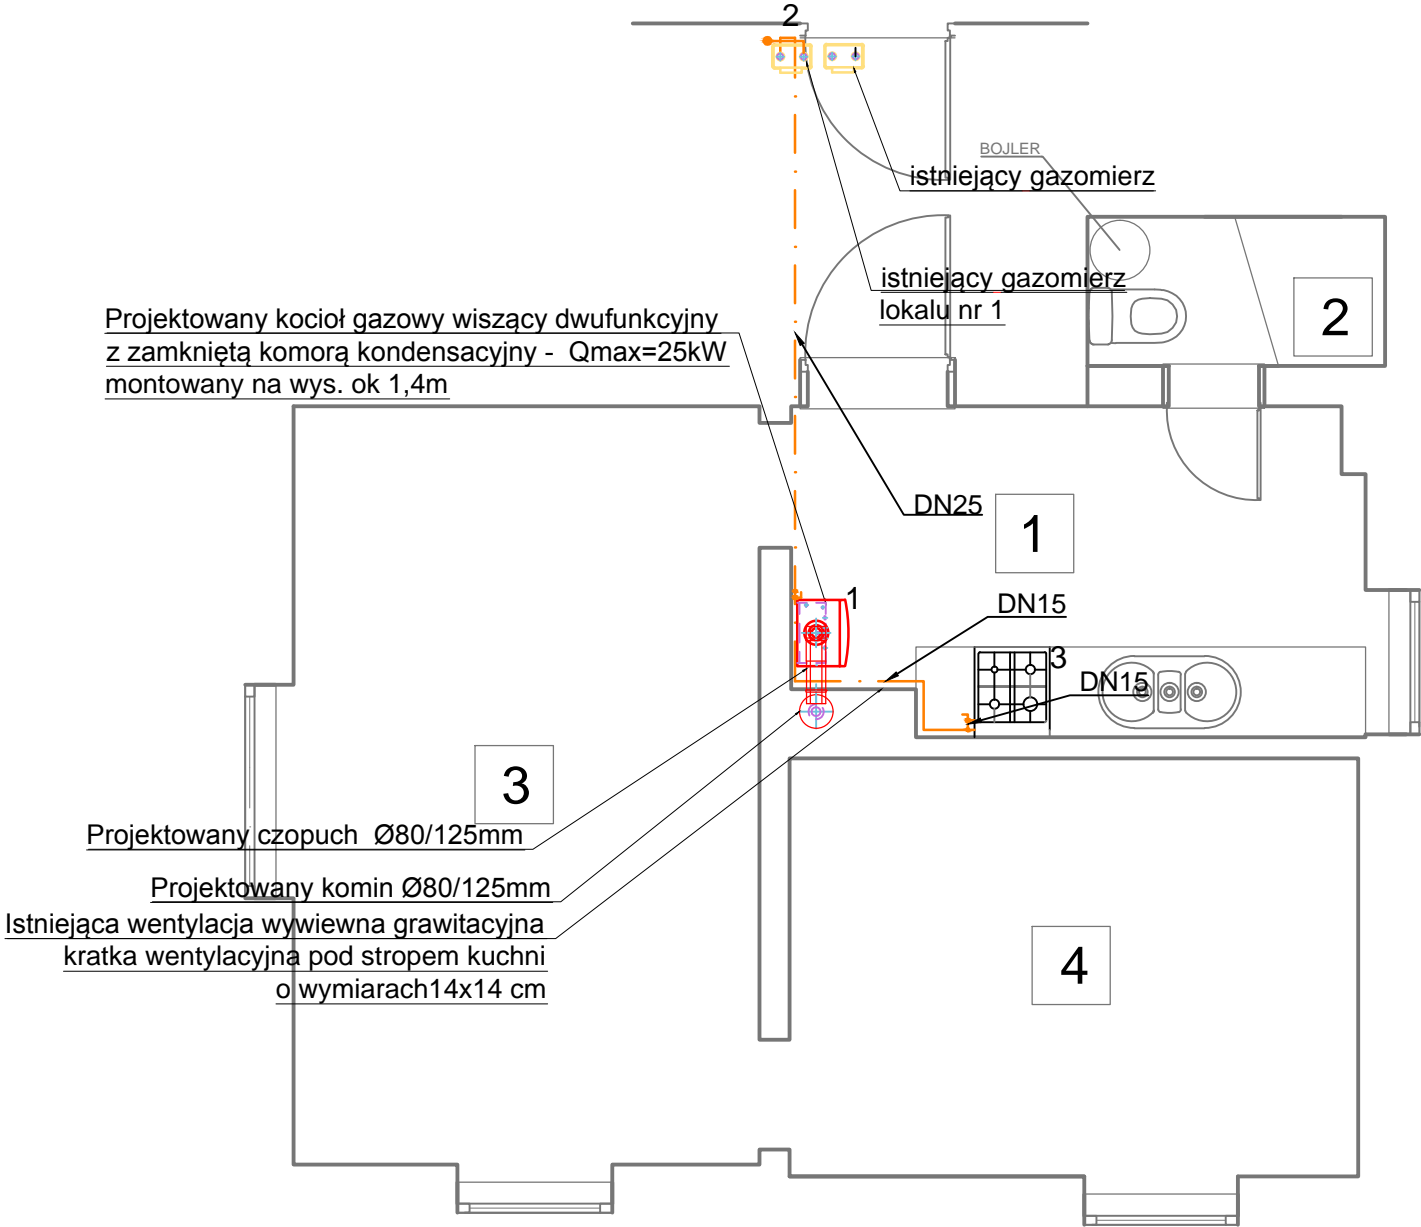 2
BOJLER
istniejący gazomierz
istniejący gazomierz
lokalu nr 1
2
Projektowany kocioł gazowy wiszący dwufunkcyjny
z zamkniętą komorą kondensacyjny - Qmax=25kW
montowany na wys. ok 1,4m
DN25
1
1
DN15
3
DN15
3
4
Projektowany czopuch Ø80/125mm
Projektowany komin Ø80/125mm
Istniejąca wentylacja wywiewna grawitacyjna
kratka wentylacyjna pod stropem kuchni
o wymiarach14x14 cm